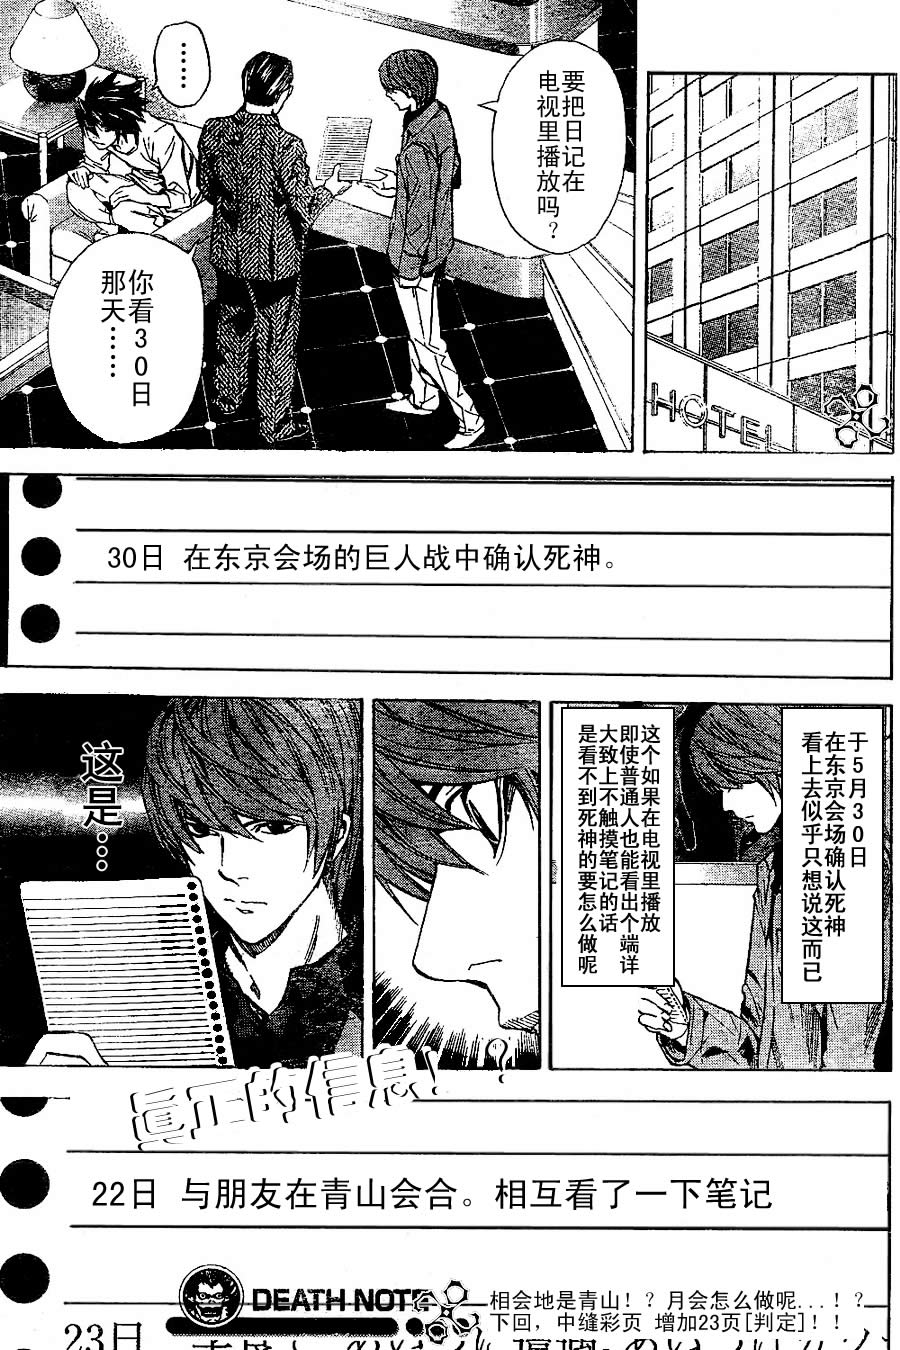 HOTEL
要把日记在
电视里播放
吗？
……
你看30日
那天……
30日 在东京会场的巨人战中确认死神。
于5月30日
在东京会场确认死神
看上去似乎只想说这而已
这个如果在电视里播放
即使普通人也能看出个端详
大致上不触摸笔记的话
是看不到死神的要怎么做呢
？
这是…
真正的信息！
22日 与朋友在青山会合。相互看了一下笔记
DEATH NOTE
相会地是青山！？月会怎么做呢...！？
下回，中缝彩页 增加23页[判定]！！
23日